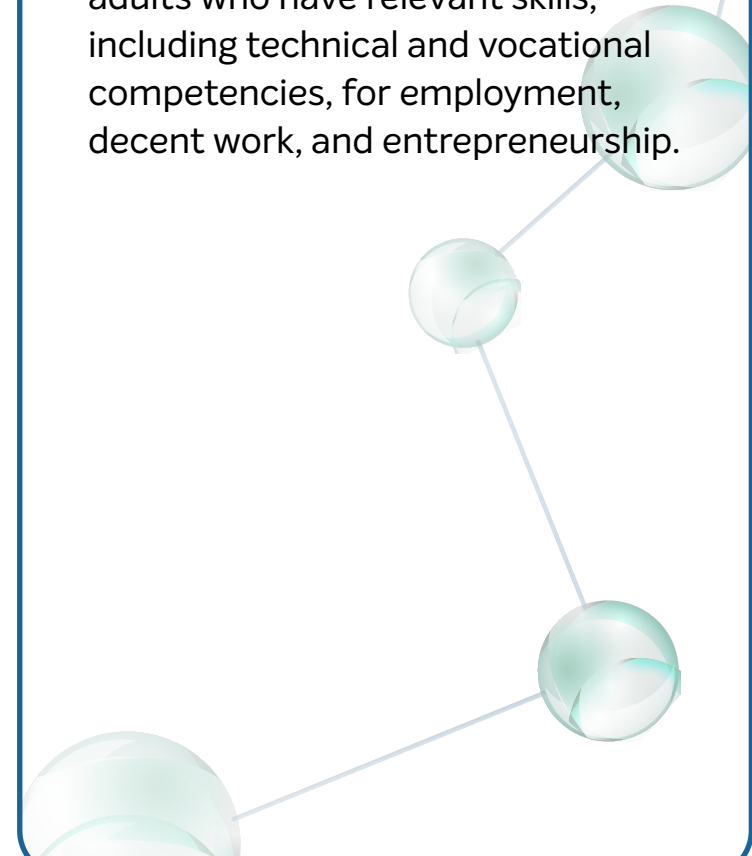 adults who have relevant skills,
including technical and vocational
competencies, for employment,
decent work, and entrepreneurship.